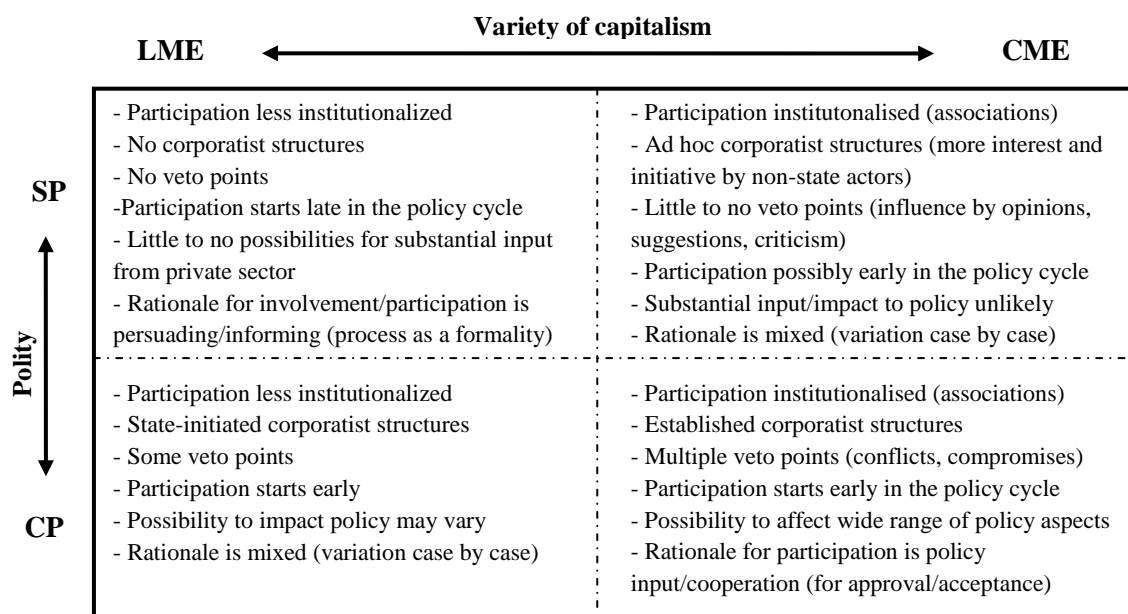 Variety of capitalism
LME
CME
SP
Polity
CP
- Participation less institutionalized
- No corporatist structures
- No veto points
-Participation starts late in the policy cycle
- Little to no possibilities for substantial input
from private sector
- Rationale for involvement/participation is
persuading/informing (process as a formality)
- Participation institutonalised (associations)
- Ad hoc corporatist structures (more interest and
initiative by non-state actors)
- Little to no veto points (influence by opinions,
suggestions, criticism)
- Participation possibly early in the policy cycle
- Substantial input/impact to policy unlikely
- Rationale is mixed (variation case by case)
- Participation less institutionalized
- State-initiated corporatist structures
- Some veto points
- Participation starts early
- Possibility to impact policy may vary
- Rationale is mixed (variation case by case)
- Participation institutionalised (associations)
- Established corporatist structures
- Multiple veto points (conflicts, compromises)
- Participation starts early in the policy cycle
- Possibility to affect wide range of policy aspects
- Rationale for participation is policy
input/cooperation (for approval/acceptance)